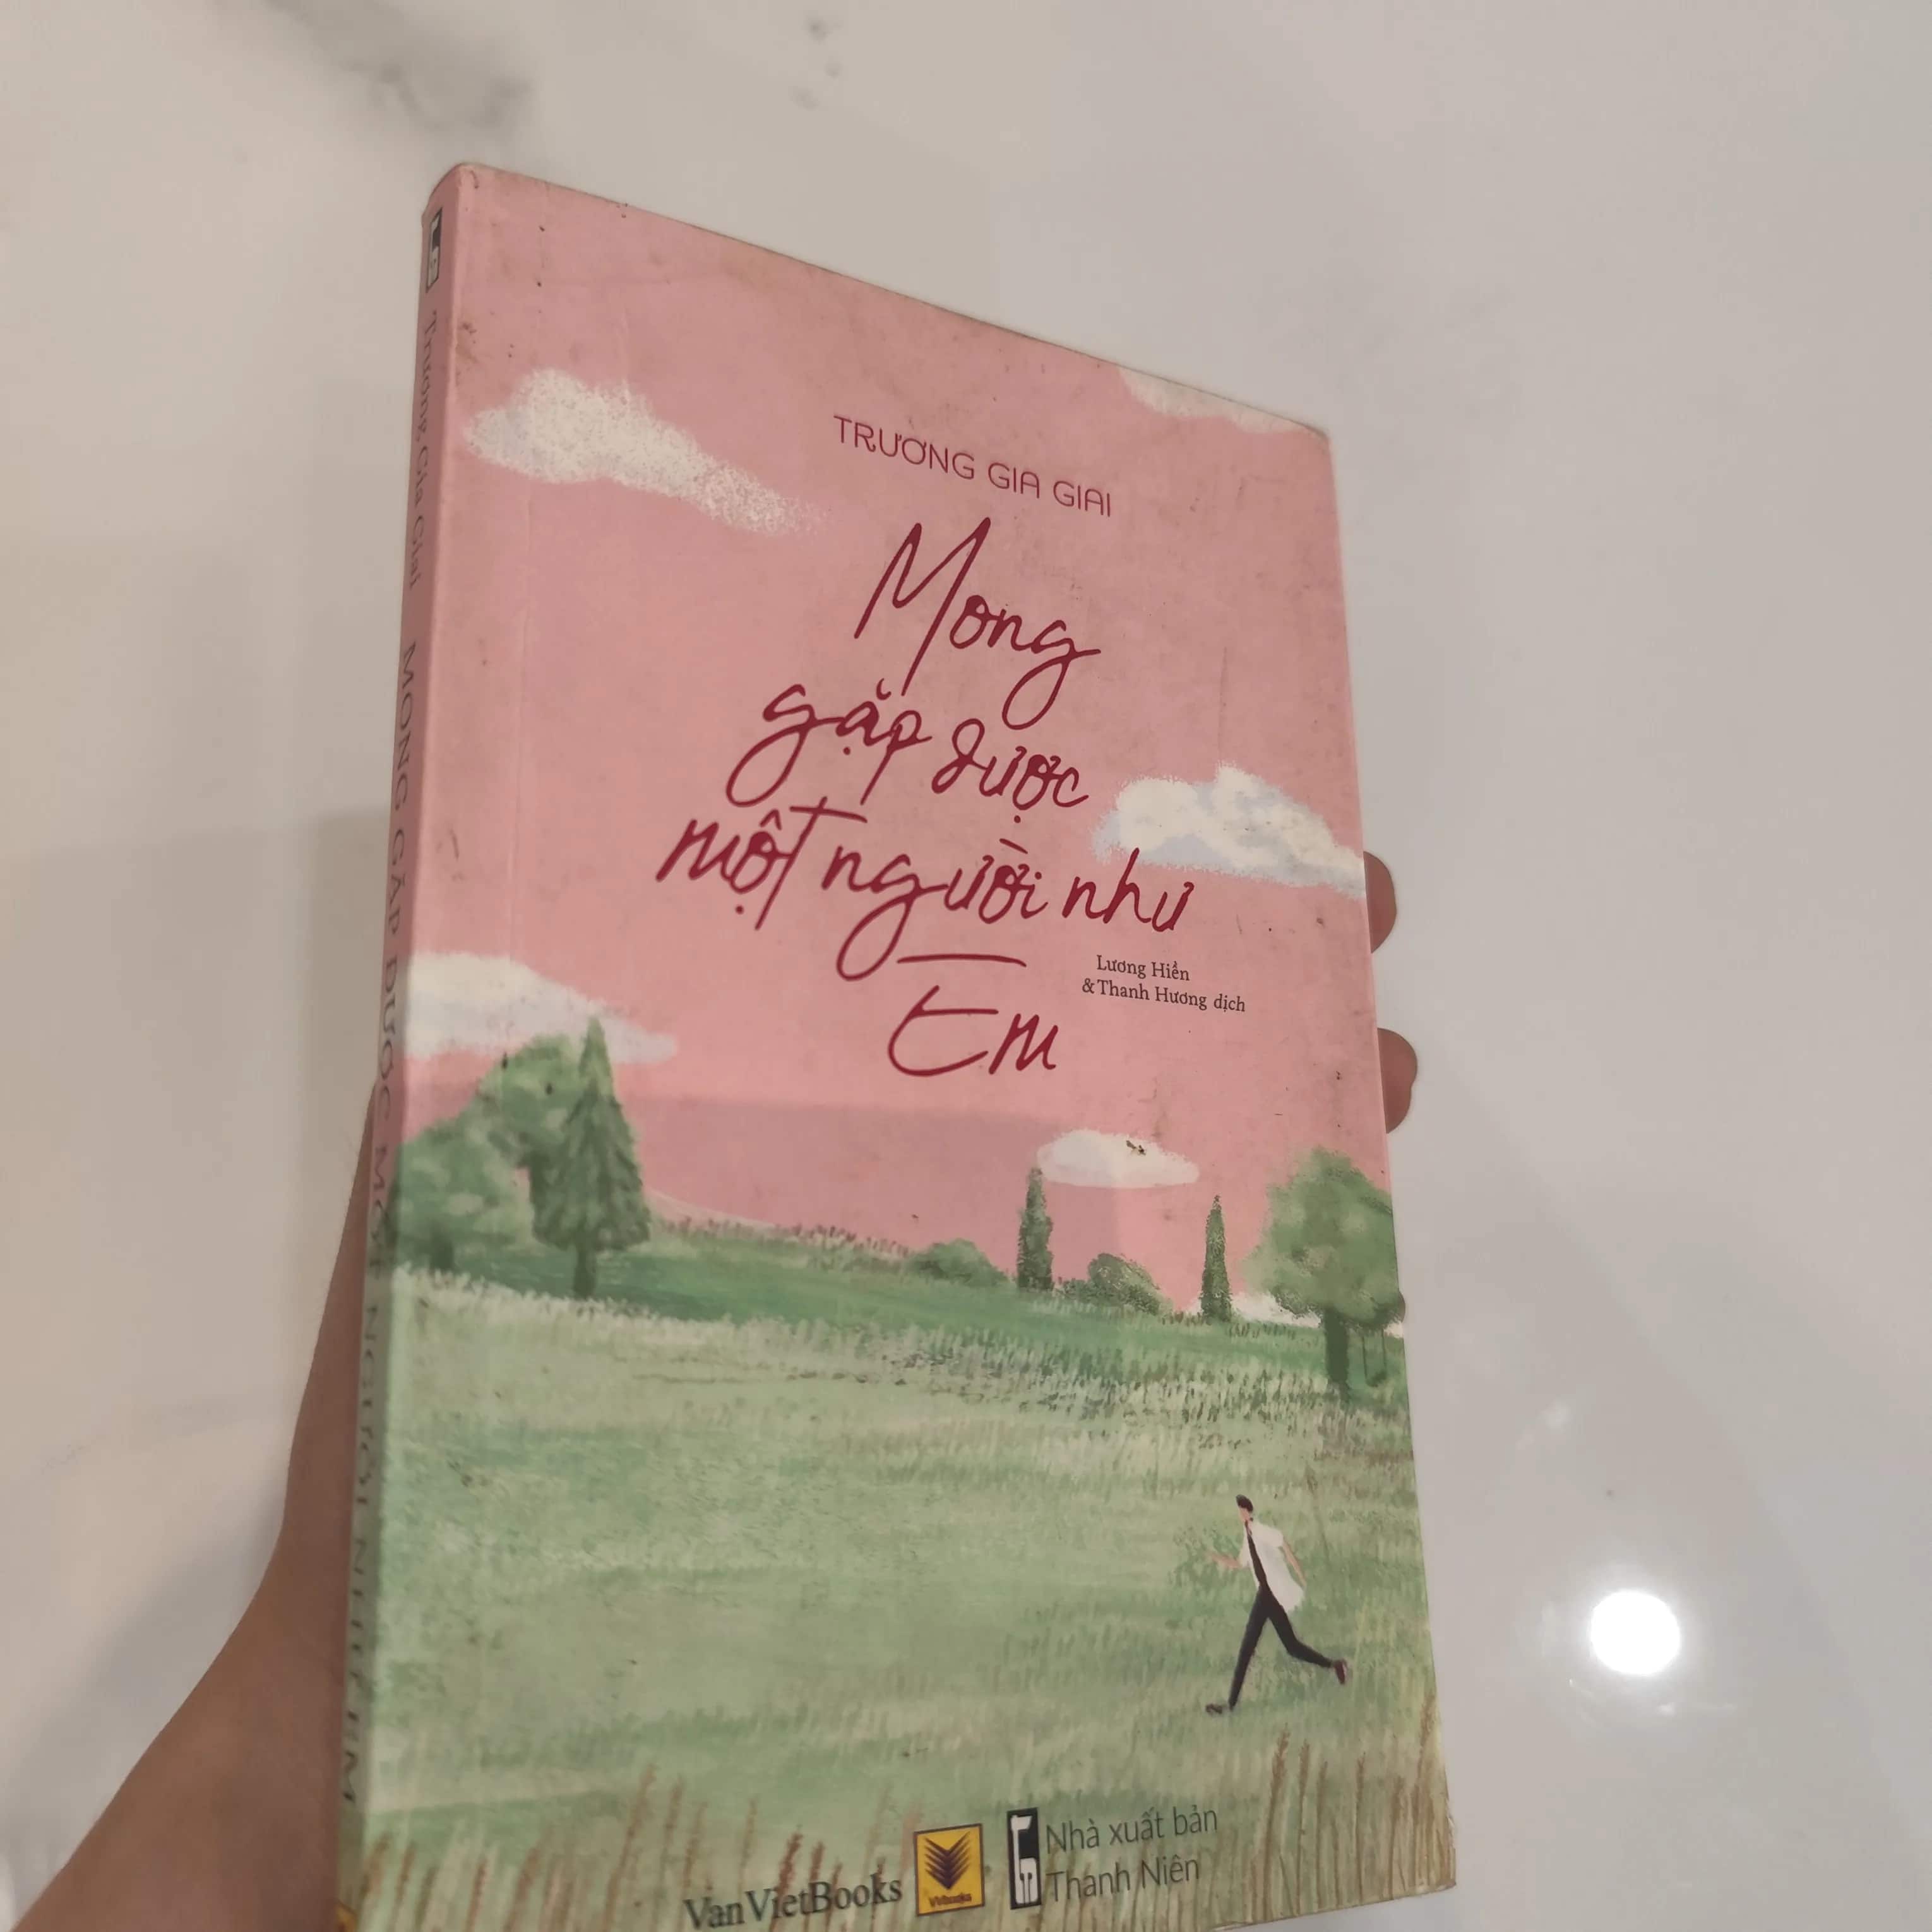 TRƯƠNG GIA GIAI
Mong
gặp được
một người như
Em
Lương Hiền
& Thanh Hương dịch
Trương Gia Giai MONG GẶP ĐƯỢC MỘT NGƯỜI NHƯ EM
VanVietBooks
VVbooks
Nhà xuất bản
Thanh Niên